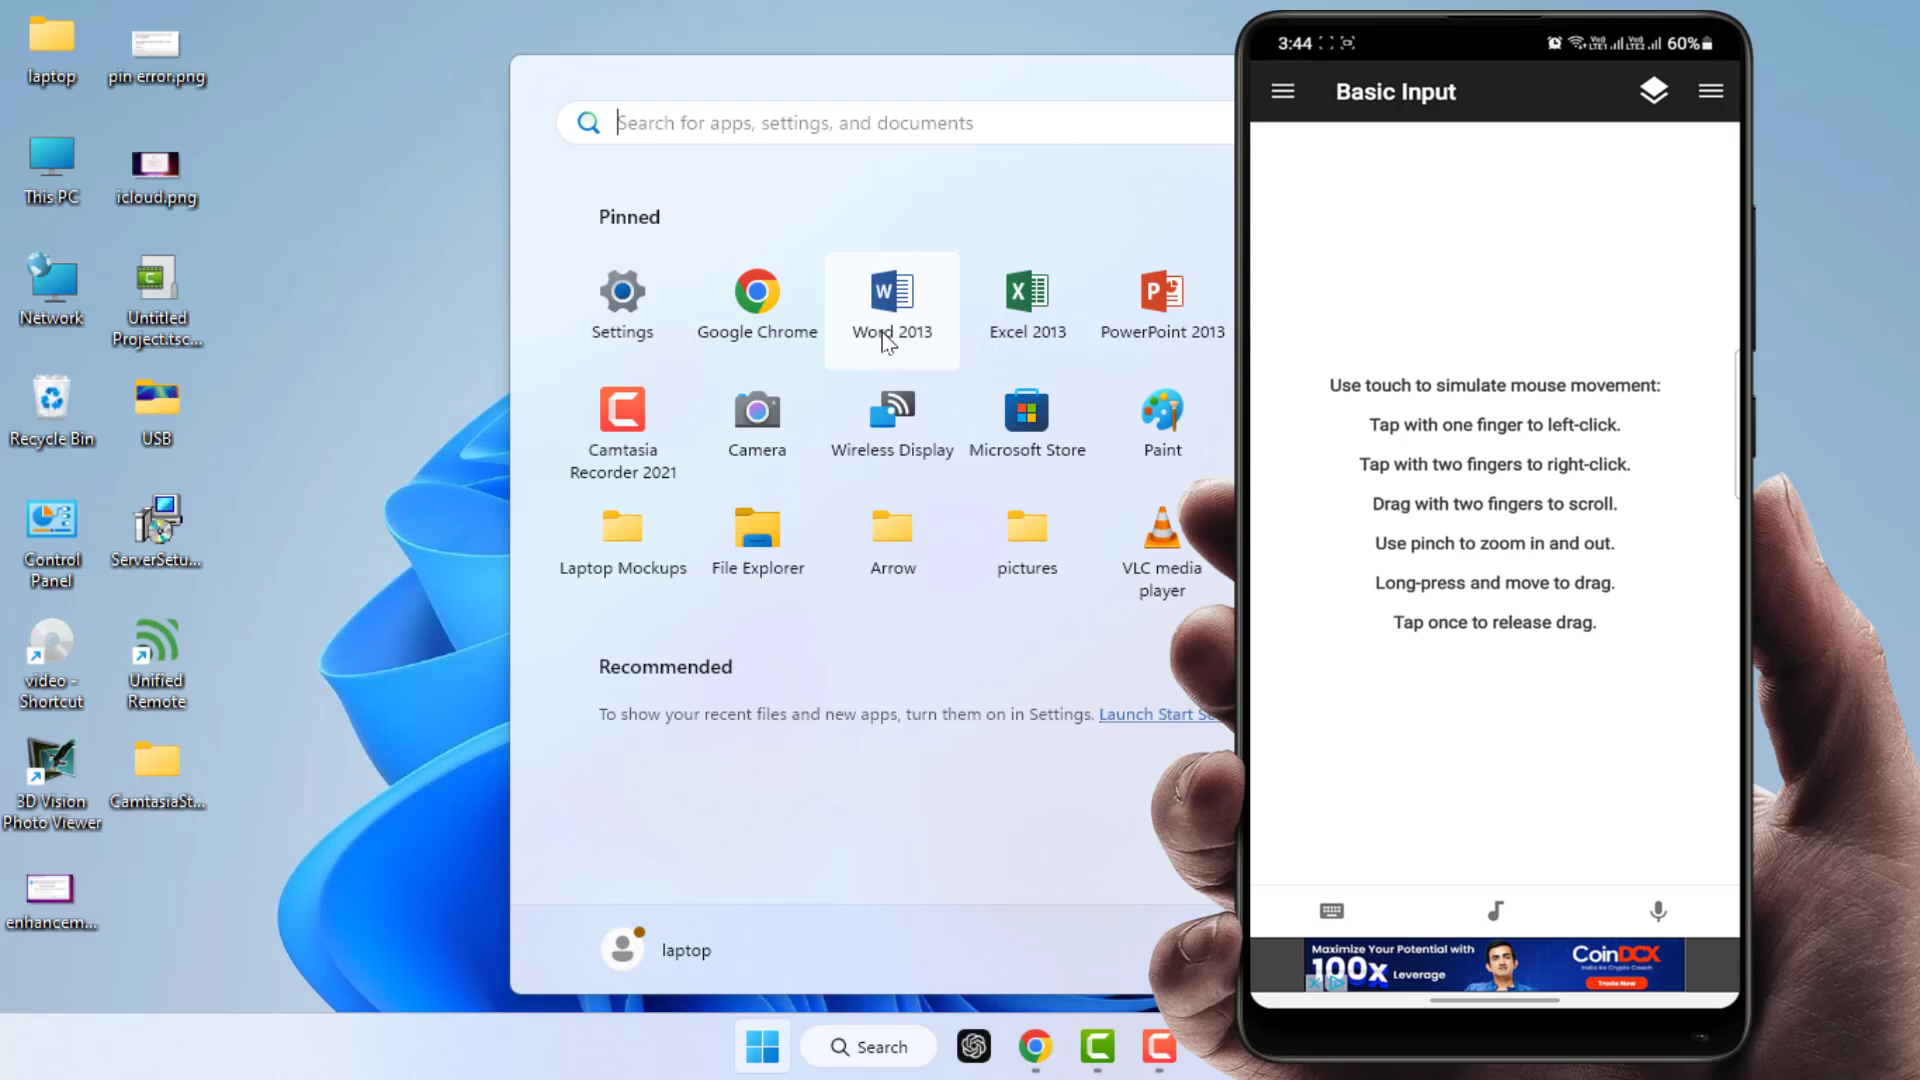 laptop
pin error.png
This PC
icloud.png
Network
Untitled
Project.tsc...
Recycle Bin
USB
Control
Panel
ServerSetu...
video -
Shortcut
Unified
Remote
3D Vision
Photo Viewer
CamtasiaSt...
enhancem...
Search for apps, settings, and documents
Pinned
Settings
Google Chrome
Word 2013
Excel 2013
PowerPoint 2013
Camtasia
Recorder 2021
Camera
Wireless Display
Microsoft Store
Paint
Laptop Mockups
File Explorer
Arrow
pictures
VLC media
player
Recommended
To show your recent files and new apps, turn them on in Settings. Launch Start Se
laptop
Search
3:44
60%
Basic Input
Use touch to simulate mouse movement:
Tap with one finger to left-click.
Tap with two fingers to right-click.
Drag with two fingers to scroll.
Use pinch to zoom in and out.
Long-press and move to drag.
Tap once to release drag.
Maximize Your Potential with
100x Leverage
CoinDCX
India ka Crypto Coach
Trade Now